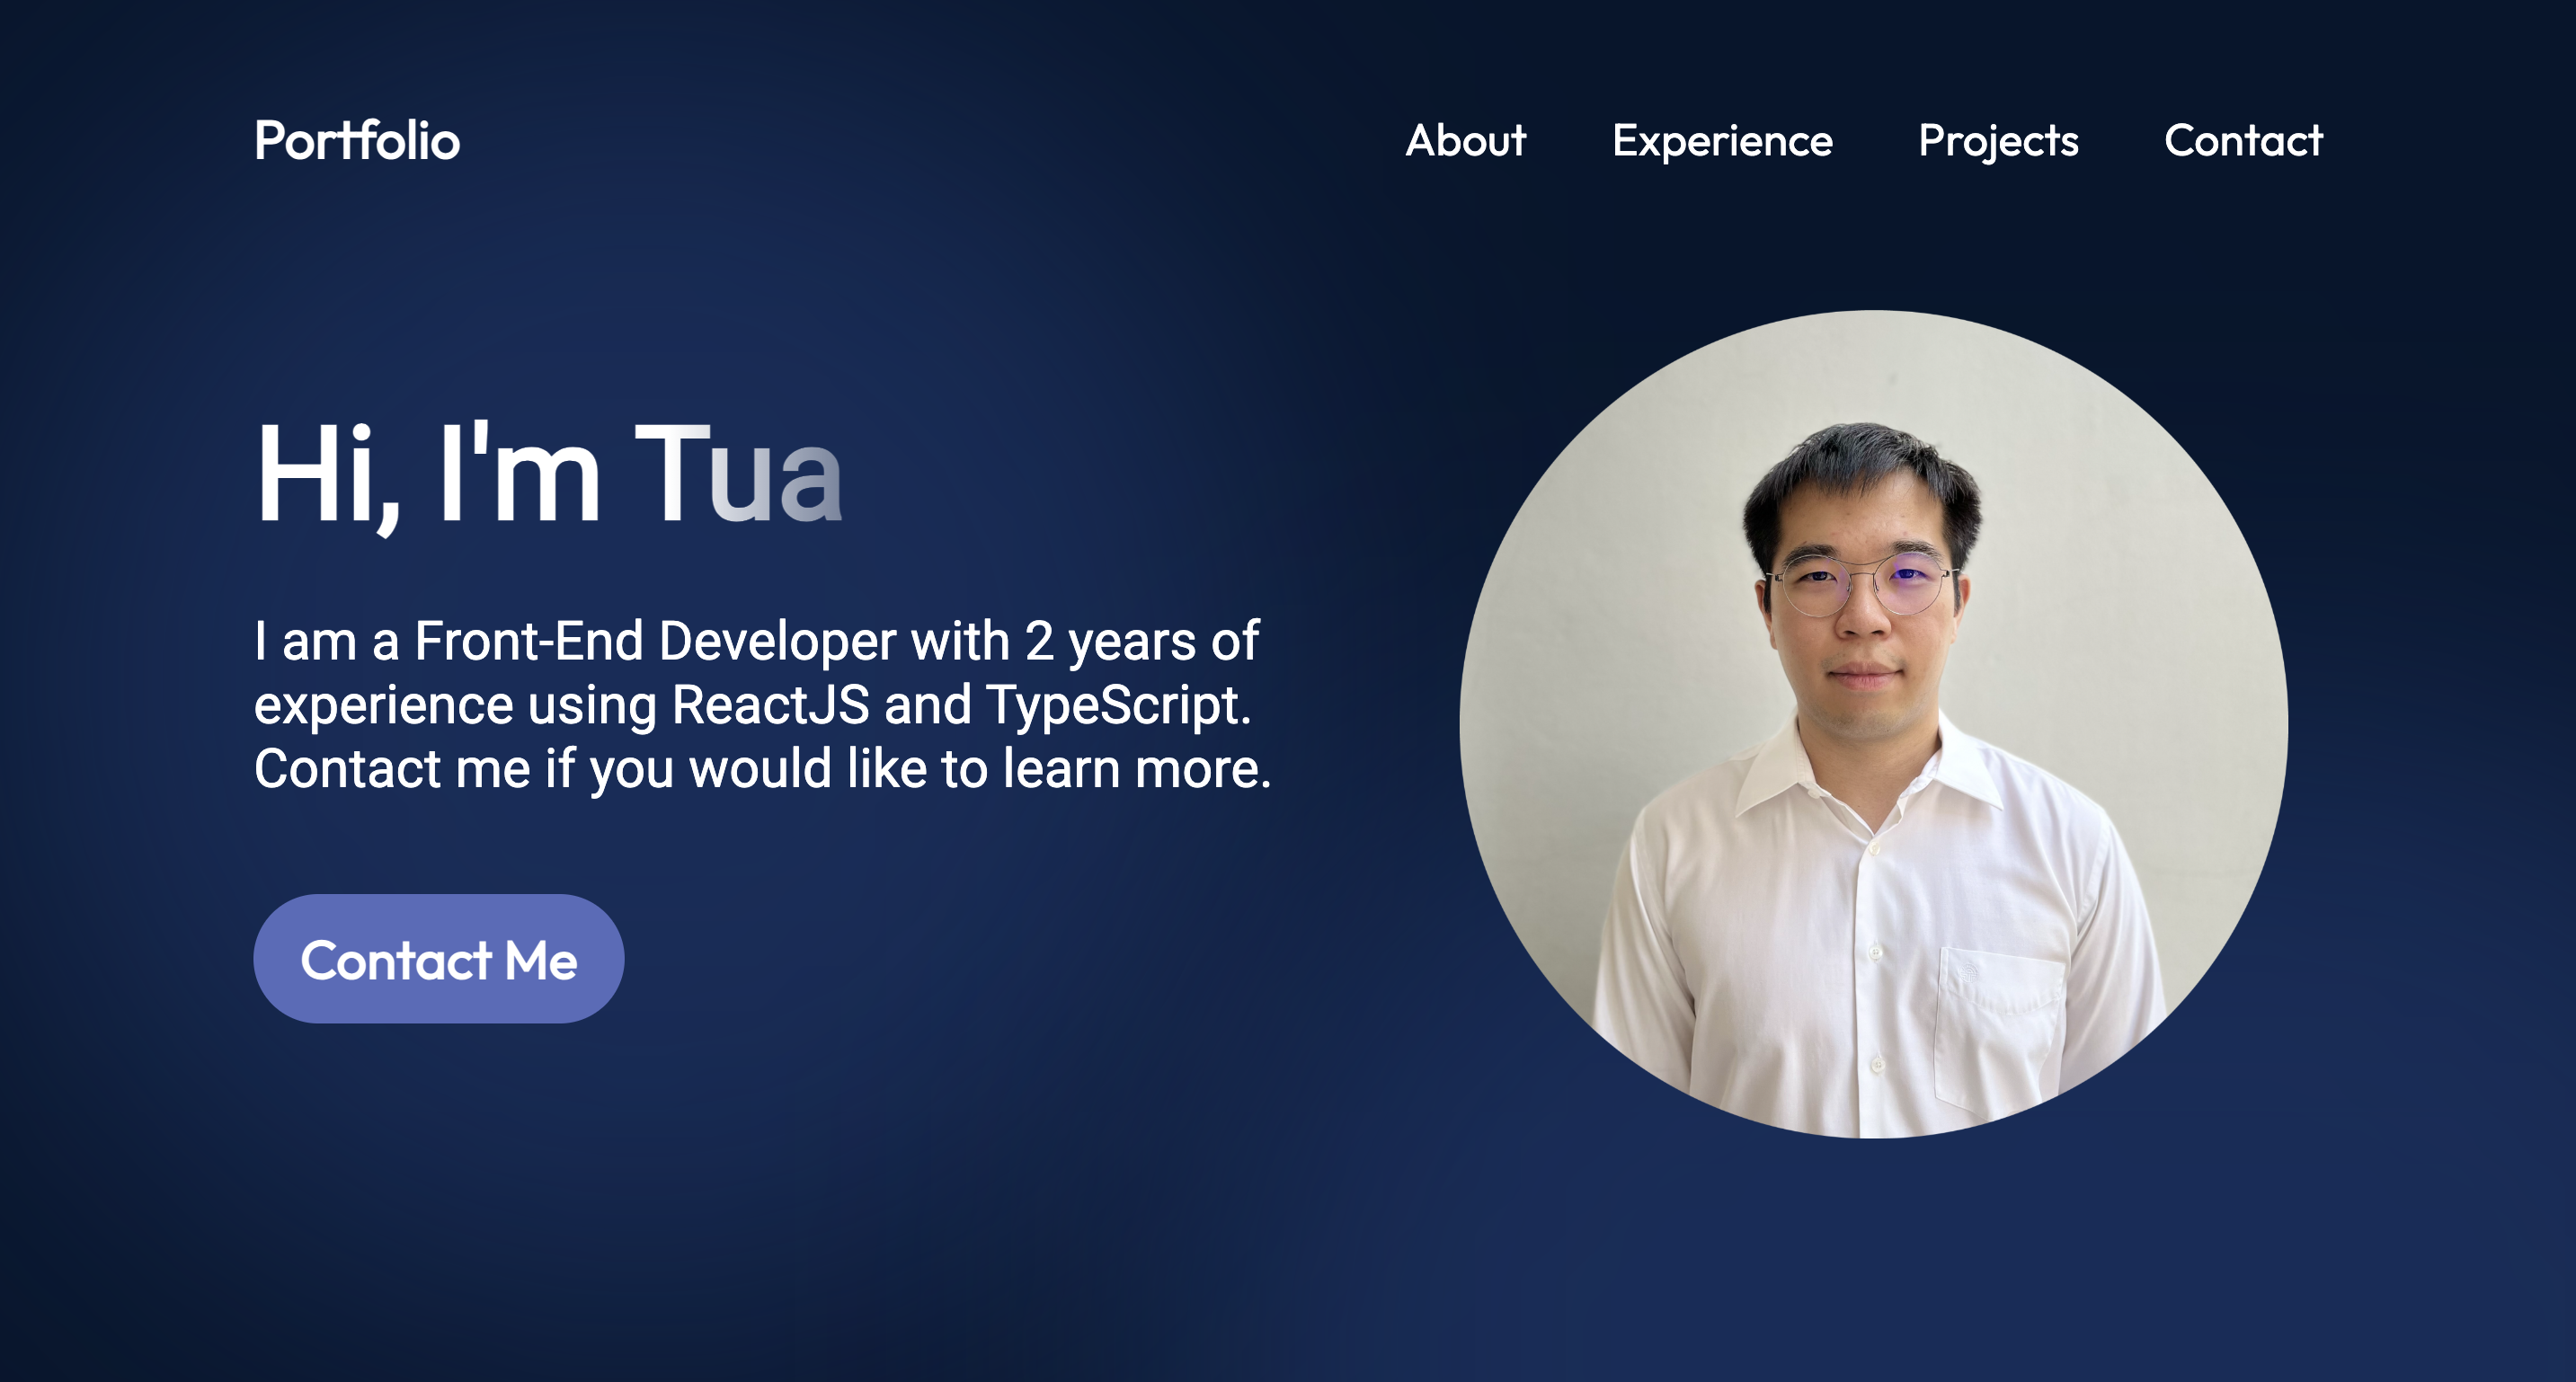 Portfolio
About Experience Projects Contact
Hi, I'm Tua
I am a Front-End Developer with 2 years of
experience using ReactJS and TypeScript.
Contact me if you would like to learn more.
Contact Me